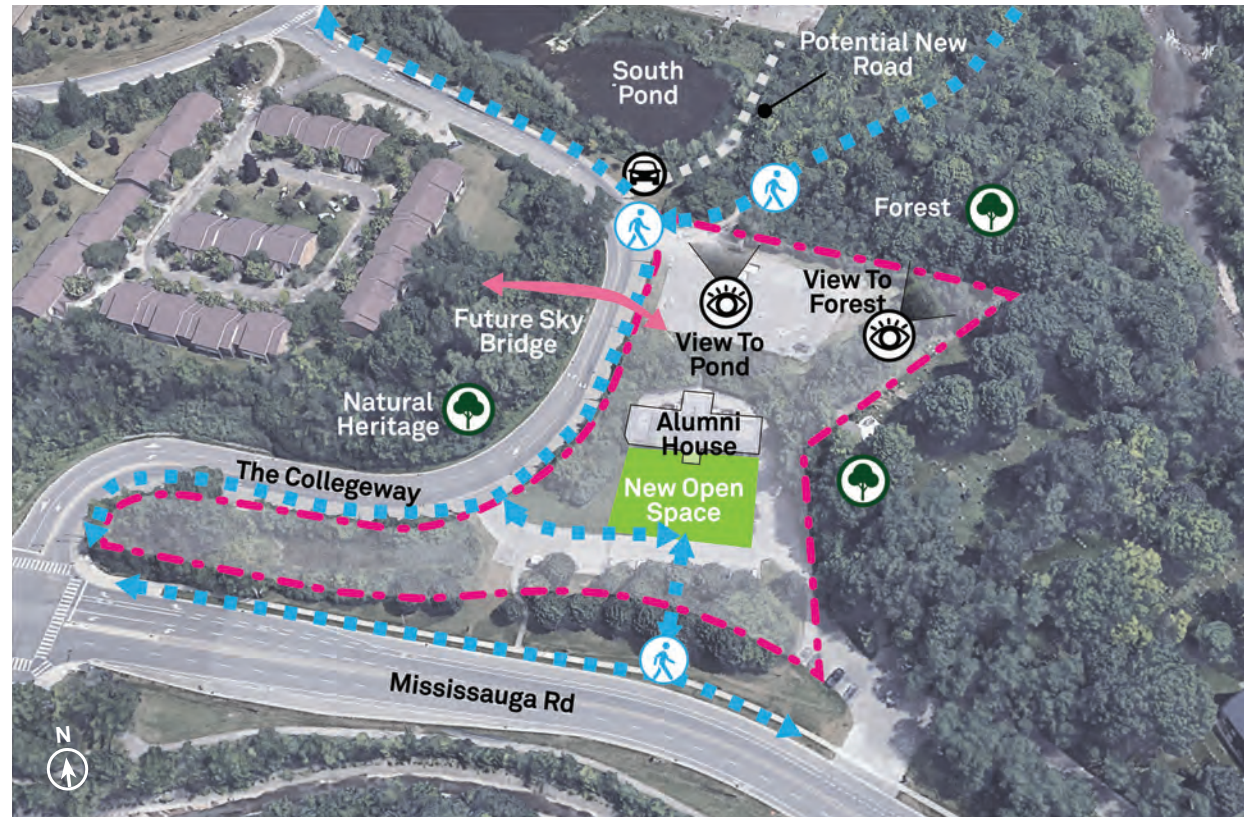 South
Pond
Potential New
Road
Forest
View To
Forest
View To
Pond
Future Sky
Bridge
Natural
Heritage
Alumni
House
The Collegeway
New Open
Space
Mississauga Rd
N